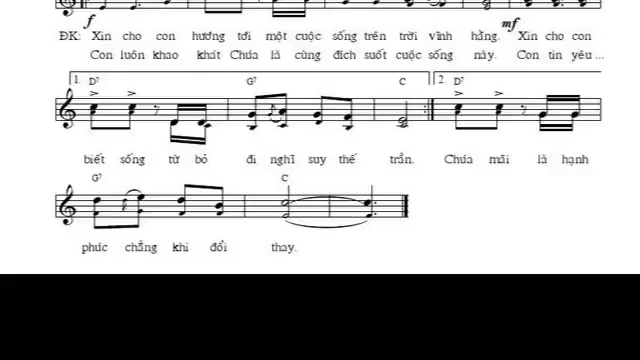 f mf
ĐK: Xin cho con hương tới một cuộc sống trên trời vĩnh hằng. Xin cho con
Con luôn khao khát Chúa là cùng đích suốt cuộc sống này. Con tin yêu ...
1. D7 G7 C 2. D7
biết sống từ bỏ đi nghĩ suy thế trần. Chúa mãi là hạnh
G7 C
phúc chẳng khi đổi thay.